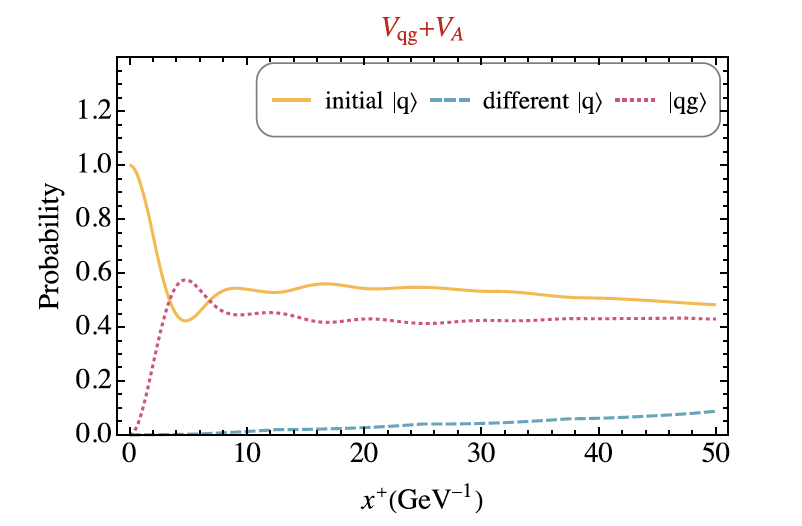 V_qg+V_A
initial |q⟩ different |q⟩ |qg⟩
Probability
1.2
1.0
0.8
0.6
0.4
0.2
0.0
0 10 20 30 40 50
x⁺(GeV⁻¹)